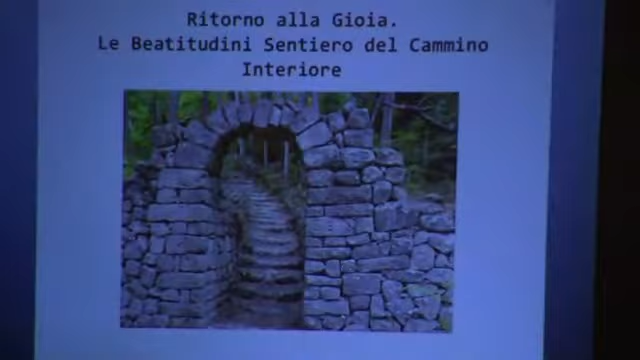 Ritorno alla Gioia.
Le Beatitudini Sentiero del Cammino
Interiore